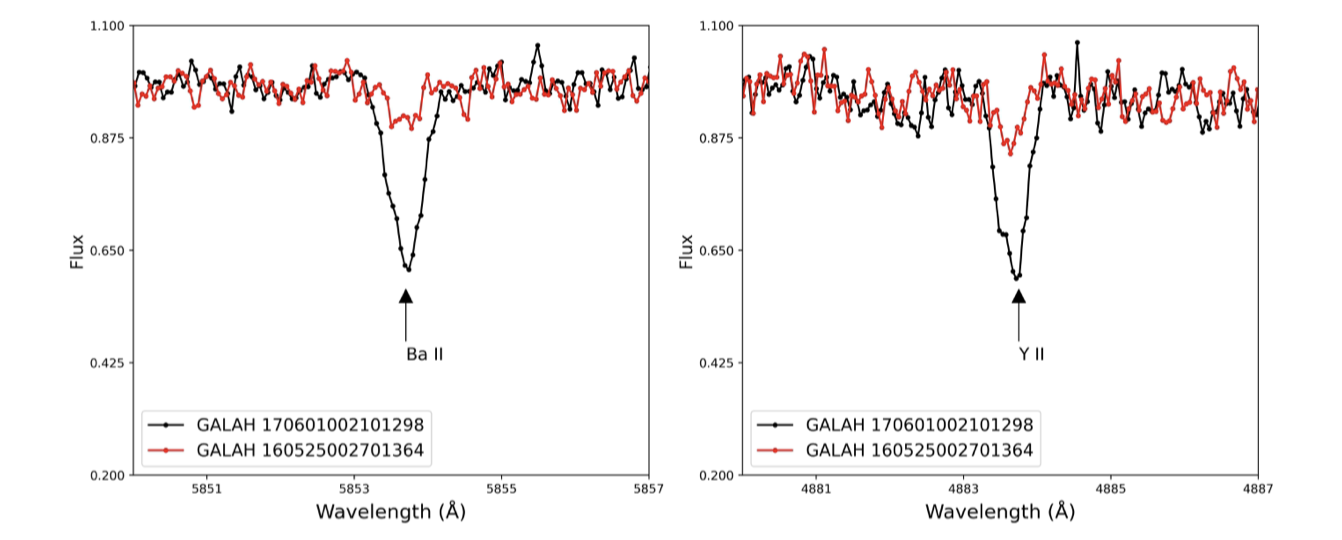 1.100
0.875
0.650
0.425
0.200
Flux
Ba II
GALAH 170601002101298
GALAH 160525002701364
5851
5853
5855
5857
Wavelength (Å)
1.100
0.875
0.650
0.425
0.200
Flux
Y II
GALAH 170601002101298
GALAH 160525002701364
4881
4883
4885
4887
Wavelength (Å)